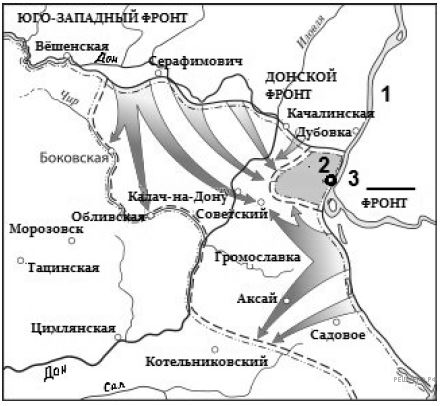 ЮГО-ЗАПАДНЫЙ ФРОНТ
Вёшенская
Дон
Серафимович
Иловля
ДОНСКОЙ
ФРОНТ
Чир
Качалинская
1
Дубовка
Боковская
2
3
Калач-на-Дону
Советский
ФРОНТ
Обливская
Морозовск
Громославка
Тацинская
Аксай
Цимлянская
Садовое
Котельниковский
Дон
Сал